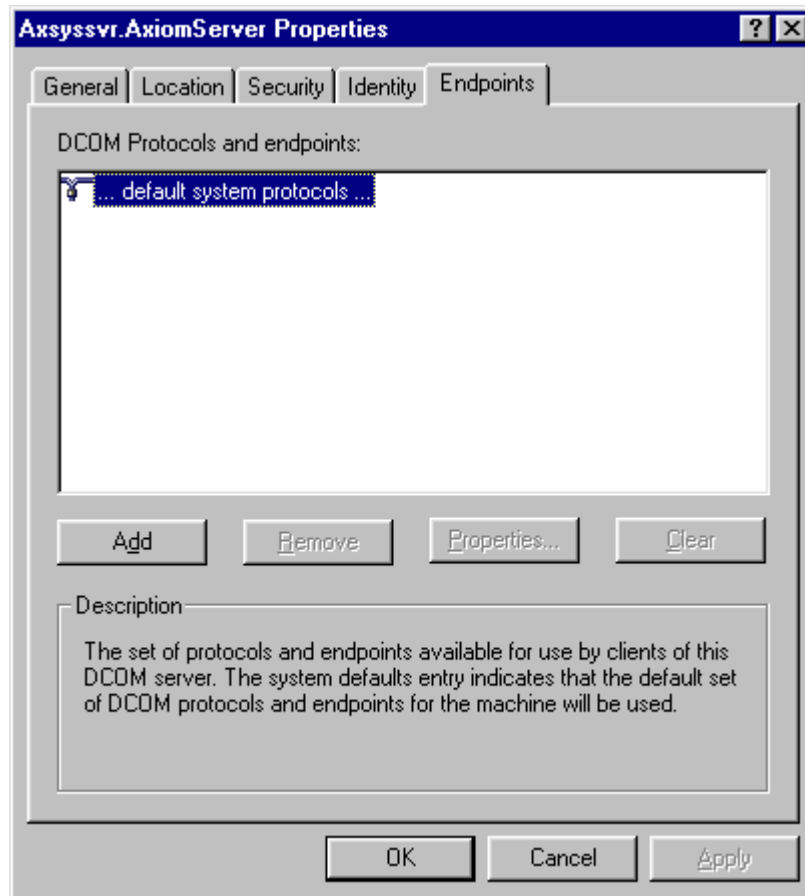 Axsyssvr.AxiomServer Properties
General Location Security Identity Endpoints
DCOM Protocols and endpoints:
... default system protocols ...
Add Remove Properties... Clear
Description
The set of protocols and endpoints available for use by clients of this
DCOM server. The system defaults entry indicates that the default set
of DCOM protocols and endpoints for the machine will be used.
OK Cancel Apply